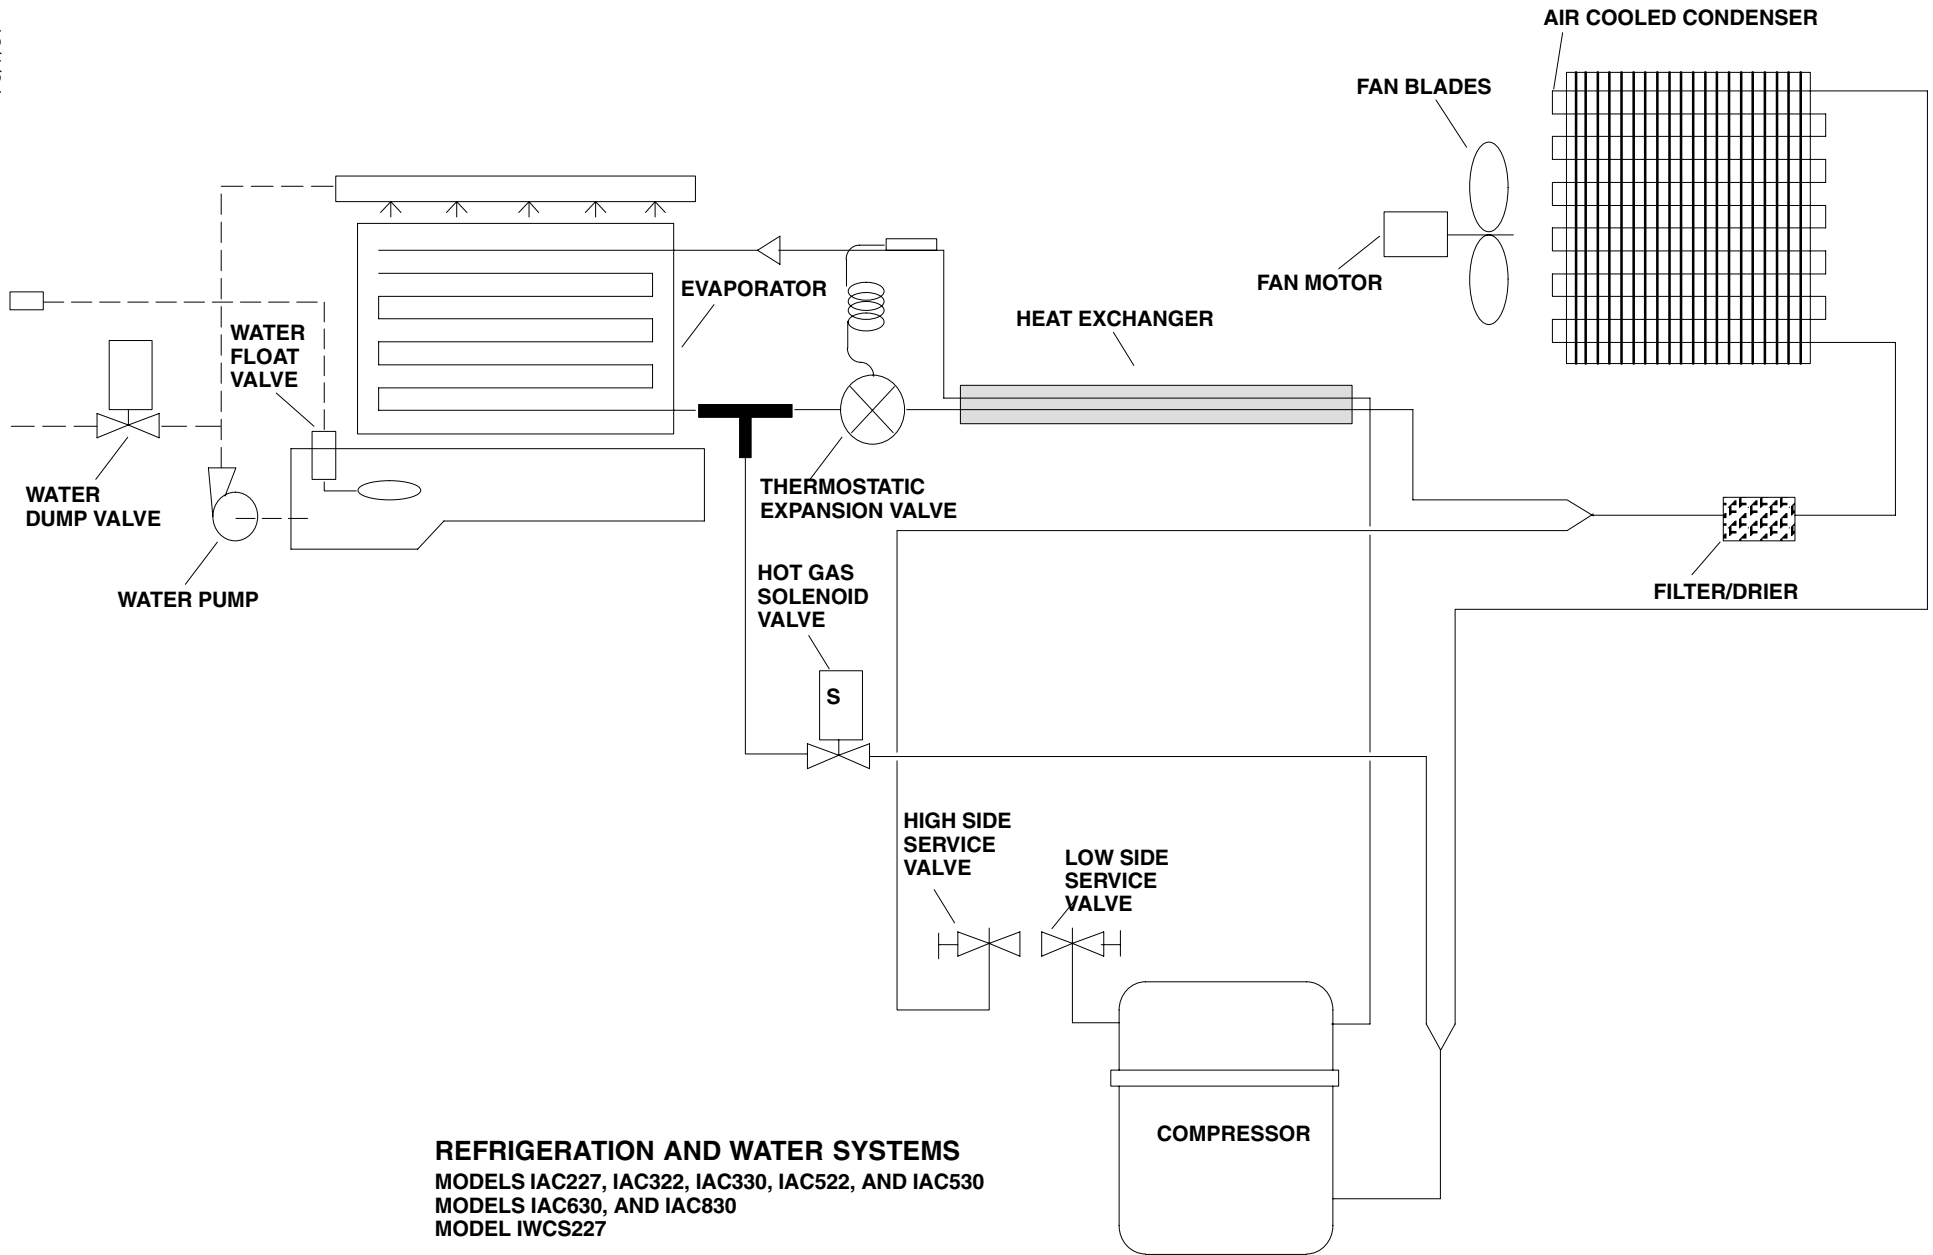 AIR COOLED CONDENSER
FAN BLADES
FAN MOTOR
EVAPORATOR
HEAT EXCHANGER
WATER
FLOAT
VALVE
WATER
DUMP VALVE
THERMOSTATIC
EXPANSION VALVE
WATER PUMP
HOT GAS
SOLENOID
VALVE
FILTER/DRIER
S
HIGH SIDE
SERVICE
VALVE
LOW SIDE
SERVICE
VALVE
COMPRESSOR
REFRIGERATION AND WATER SYSTEMS
MODELS IAC227, IAC322, IAC330, IAC522, AND IAC530
MODELS IAC630, AND IAC830
MODEL IWCS227